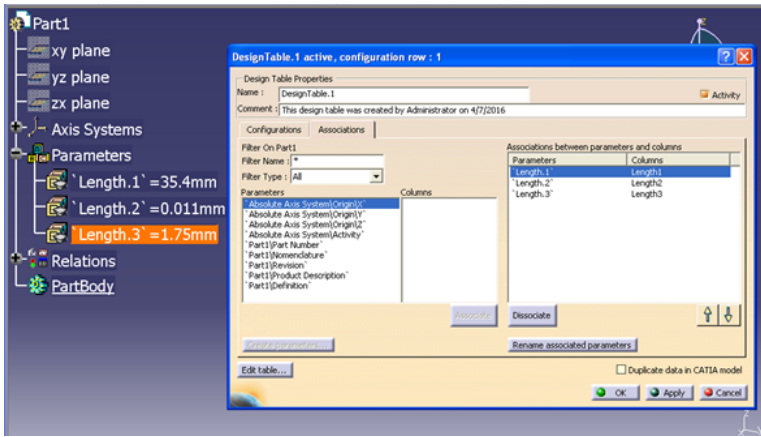 Part1
xy plane
yz plane
zx plane
Axis Systems
Parameters
`Length.1`=35.4mm
`Length.2`=0.011mm
`Length.3`=1.75mm
Relations
PartBody
DesignTable.1 active, configuration row : 1
Design Table Properties
Name : DesignTable.1
Activity
Comment : This design table was created by Administrator on 4/7/2016
Configurations Associations
Filter On Part1
Filter Name : *
Filter Type : All
Parameters Columns
`Absolute Axis System\Origin\X`
`Absolute Axis System\Origin\Y`
`Absolute Axis System\Origin\Z`
`Absolute Axis System\Activity`
`Part1\Part Number`
`Part1\Nomenclature`
`Part1\Revision`
`Part1\Product Description`
`Part1\Definition`
Associations between parameters and columns
Parameters Columns
`Length.1` Length1
`Length.2` Length2
`Length.3` Length3
Associate
Dissociate
Create parameters...
Rename associated parameters
Edit table...
Duplicate data in CATIA model
OK Apply Cancel